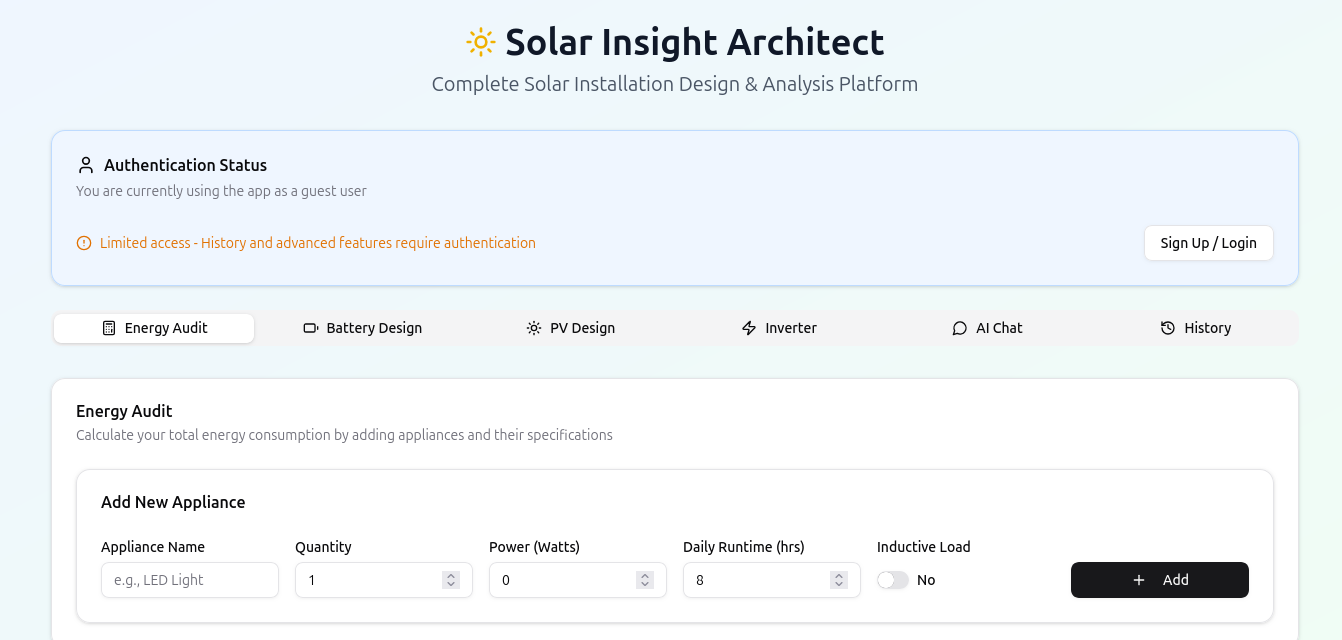 Solar Insight Architect
Complete Solar Installation Design & Analysis Platform
Authentication Status
You are currently using the app as a guest user
Limited access - History and advanced features require authentication
Sign Up / Login
Energy Audit
Battery Design
PV Design
Inverter
AI Chat
History
Energy Audit
Calculate your total energy consumption by adding appliances and their specifications
Add New Appliance
Appliance Name
Quantity
Power (Watts)
Daily Runtime (hrs)
Inductive Load
e.g., LED Light
1
0
8
No
Add